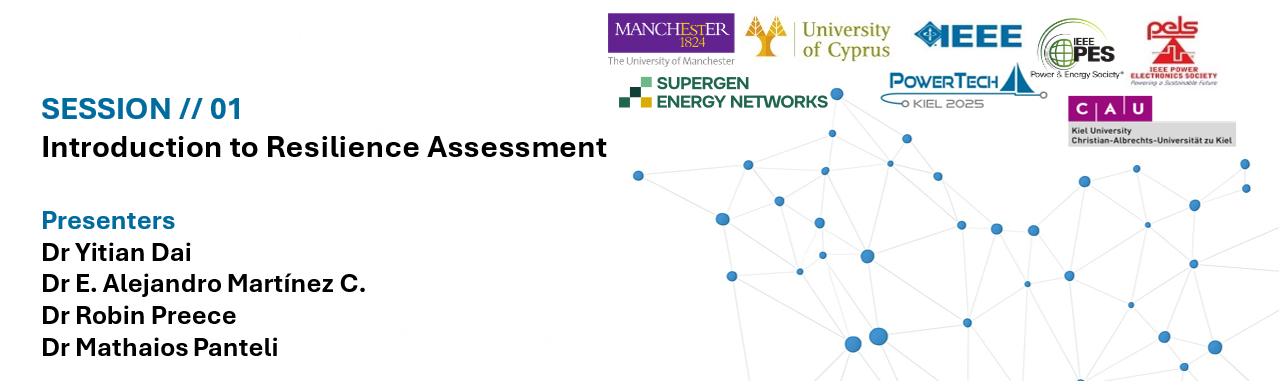 SESSION // 01
Introduction to Resilience Assessment
Presenters
Dr Yitian Dai
Dr E. Alejandro Martínez C.
Dr Robin Preece
Dr Mathaios Panteli
MANCHESTER
1824
The University of Manchester
University
of Cyprus
IEEE
IEEE
PES
Power & Energy Society®
pels
IEEE POWER
ELECTRONICS SOCIETY
Powering a Sustainable Future
SUPERGEN
ENERGY NETWORKS
POWERTECH
KIEL 2025
C | A | U
Kiel University
Christian-Albrechts-Universität zu Kiel